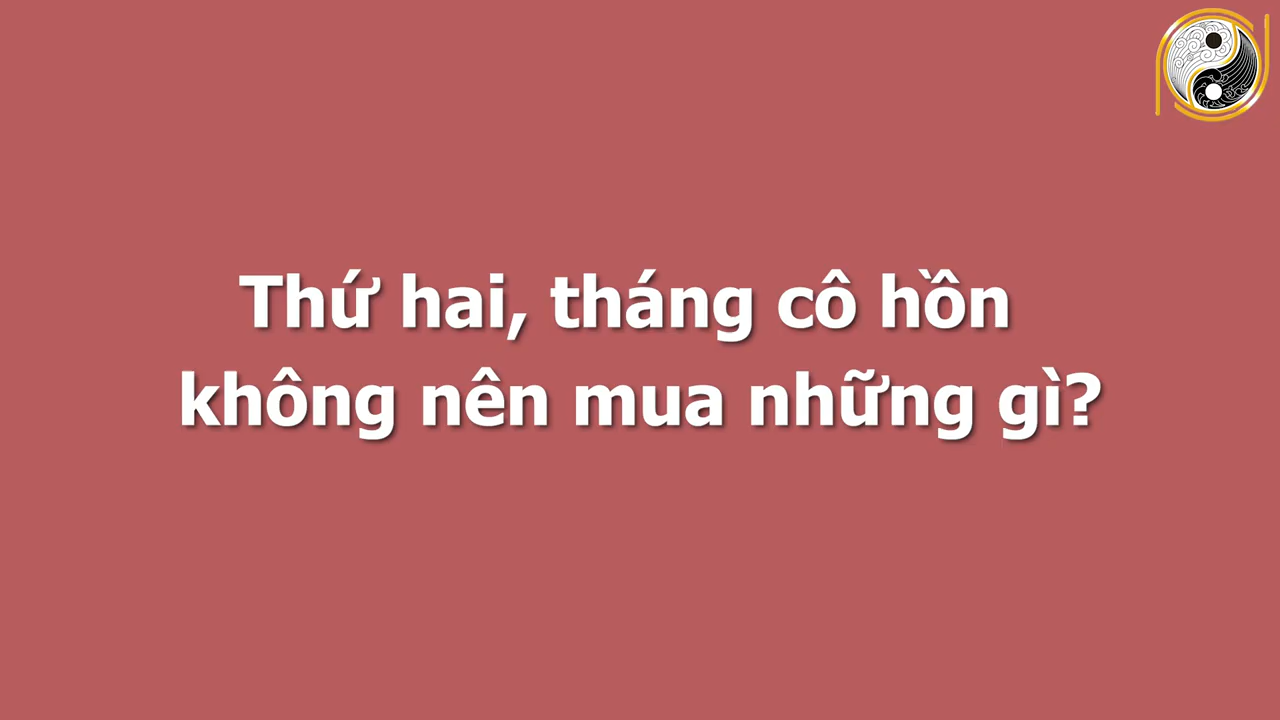 Thứ hai, tháng cô hồn
không nên mua những gì?